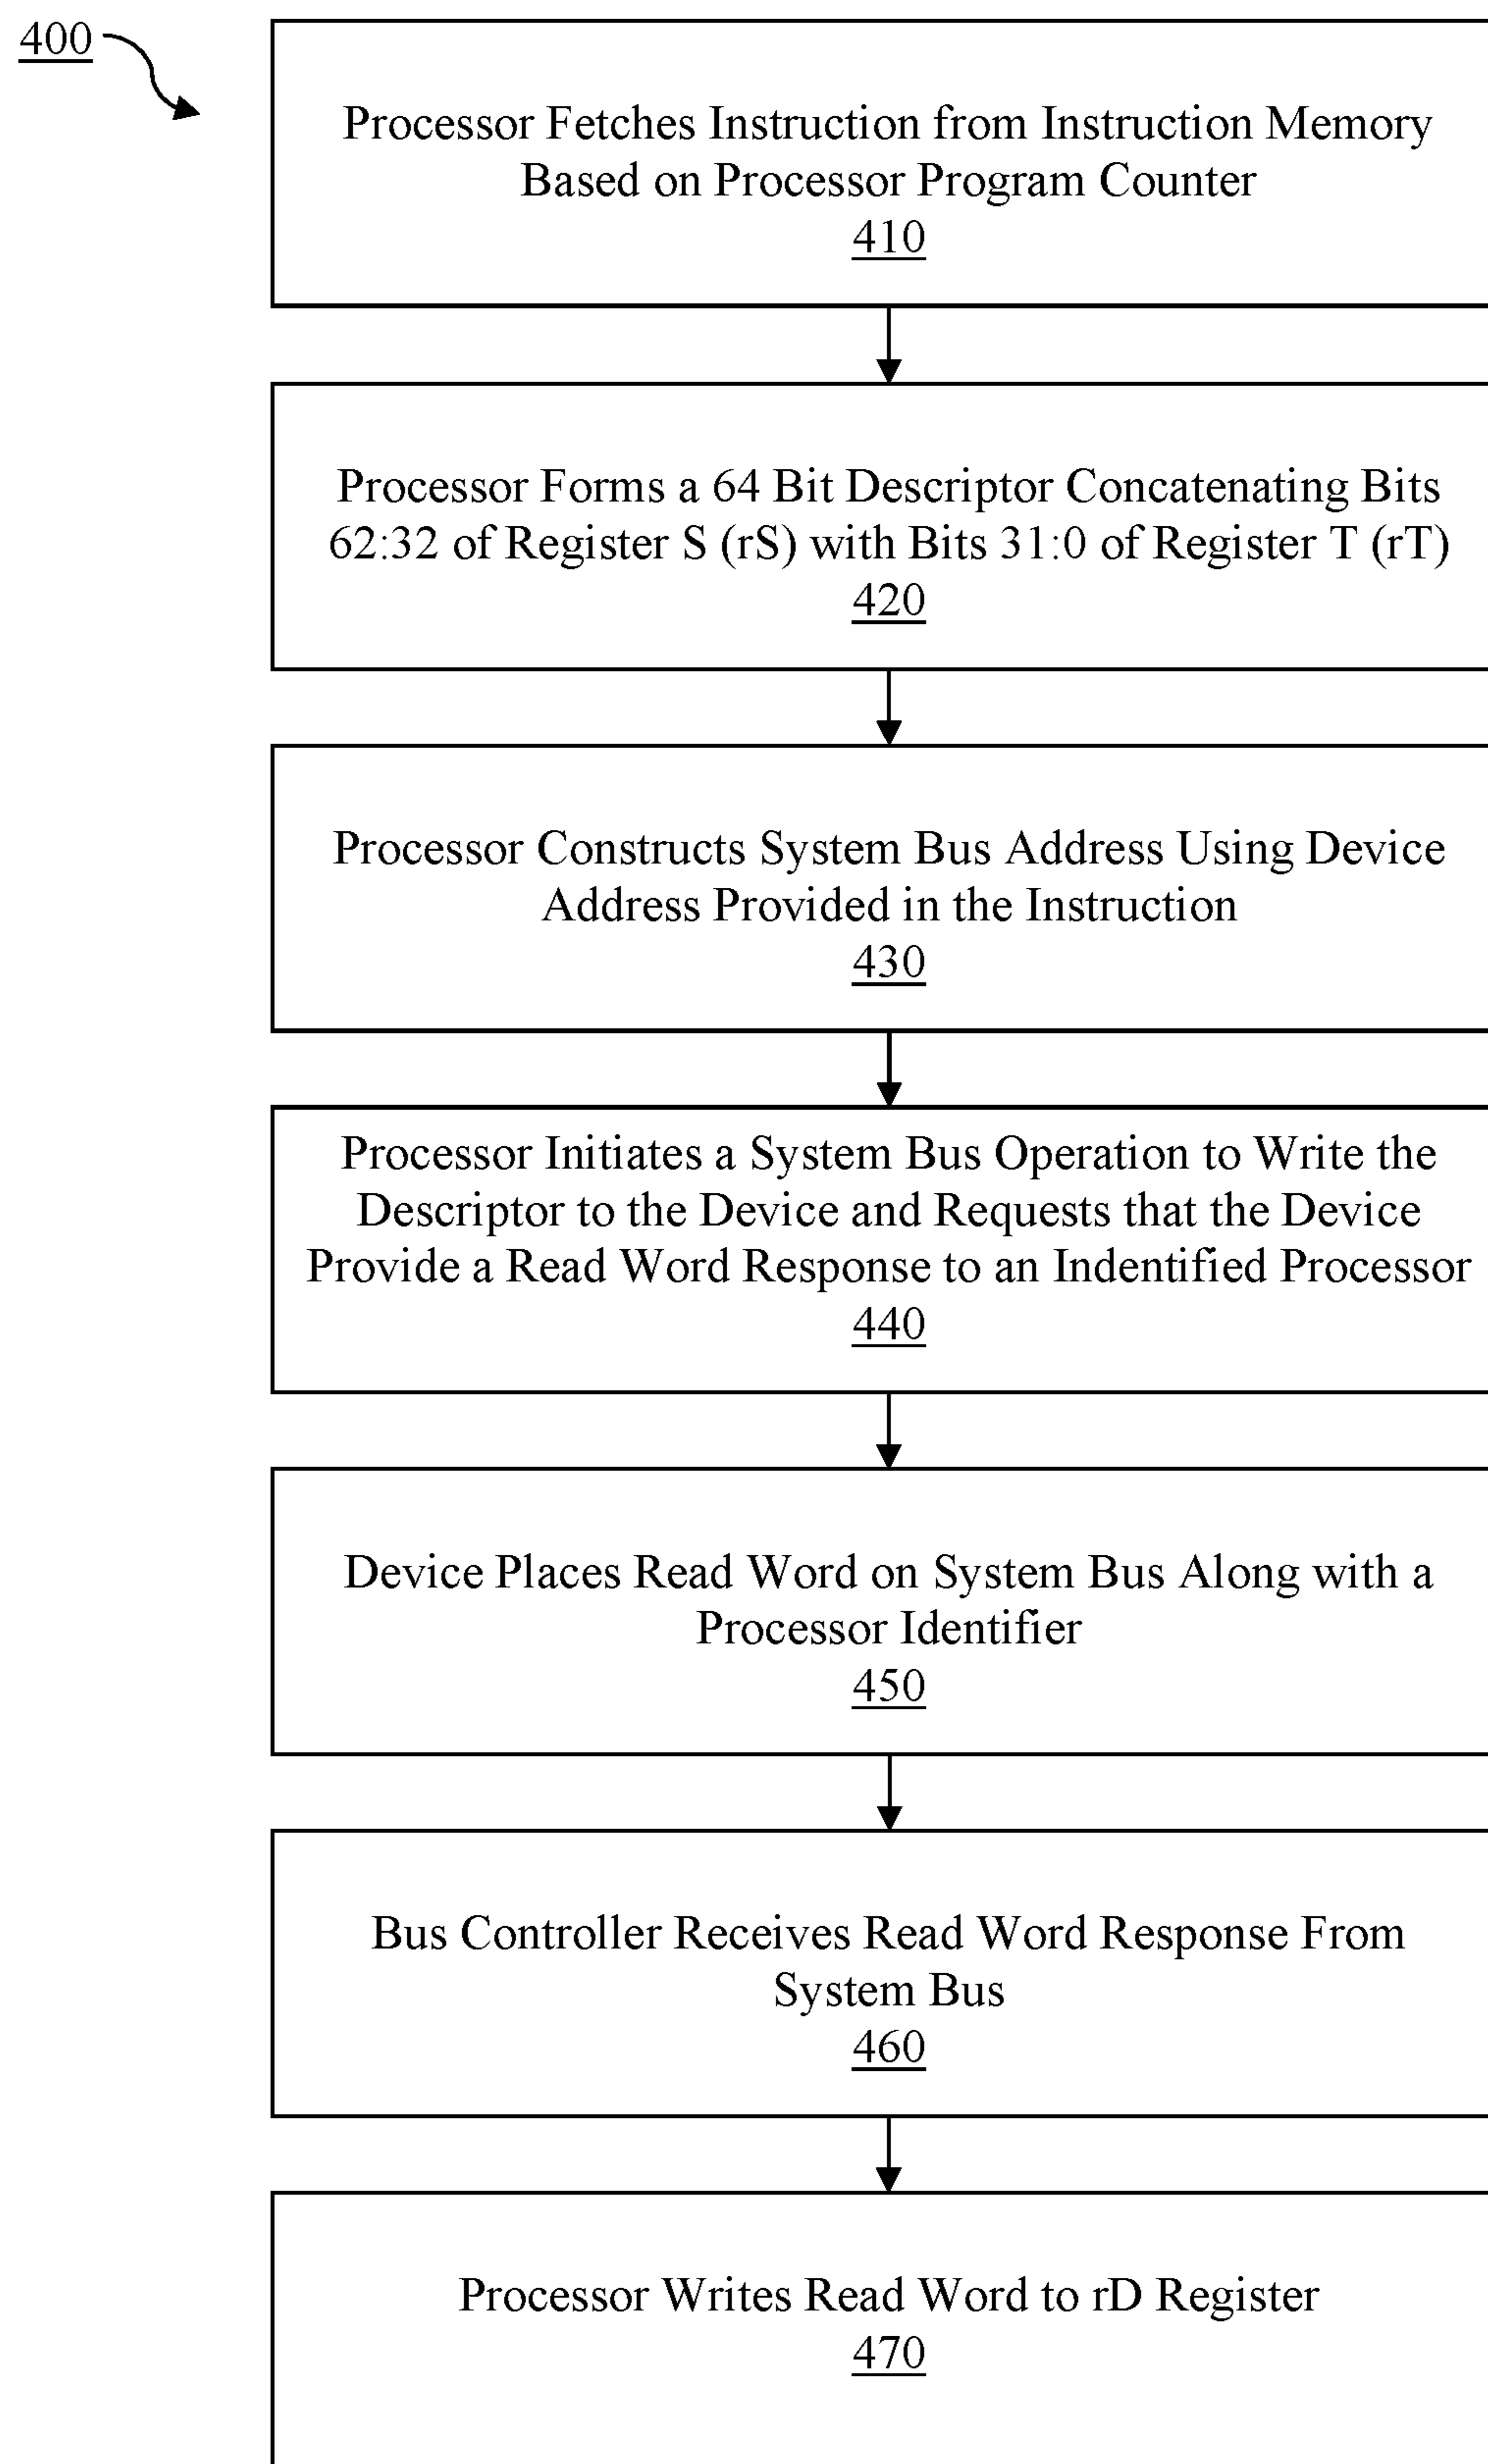 400
Processor Fetches Instruction from Instruction Memory
Based on Processor Program Counter
410
Processor Forms a 64 Bit Descriptor Concatenating Bits
62:32 of Register S (rS) with Bits 31:0 of Register T (rT)
420
Processor Constructs System Bus Address Using Device
Address Provided in the Instruction
430
Processor Initiates a System Bus Operation to Write the
Descriptor to the Device and Requests that the Device
Provide a Read Word Response to an Indentified Processor
440
Device Places Read Word on System Bus Along with a
Processor Identifier
450
Bus Controller Receives Read Word Response From
System Bus
460
Processor Writes Read Word to rD Register
470